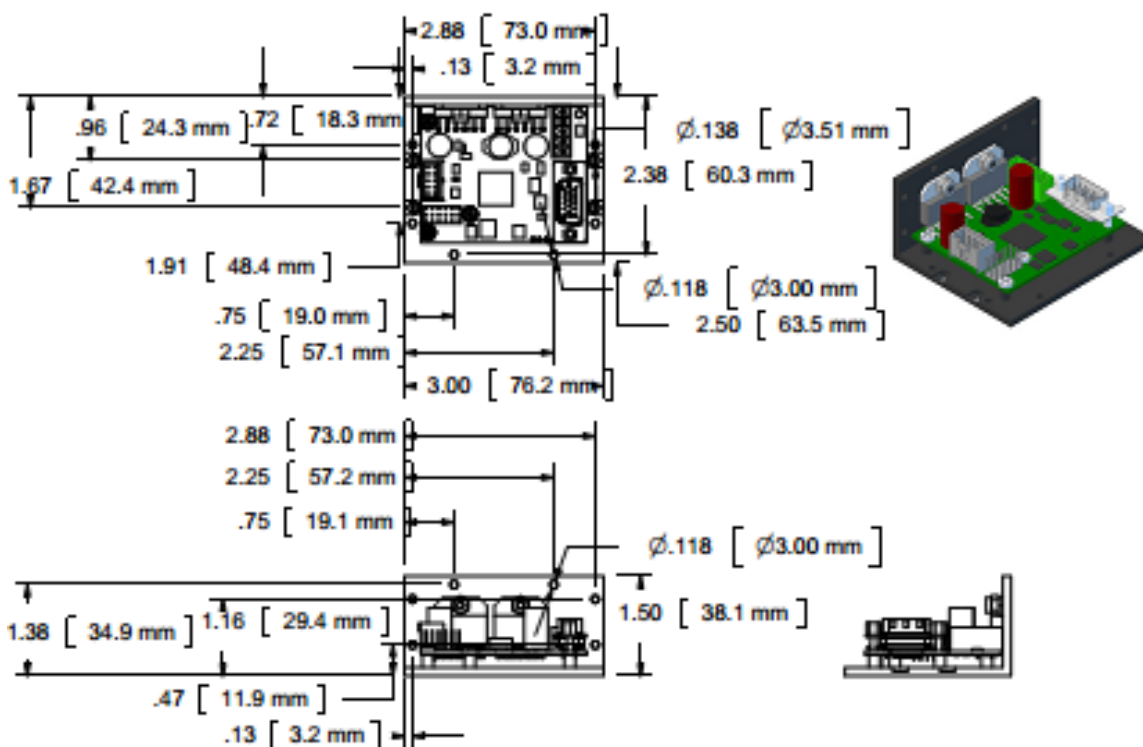 2.88 [ 73.0 mm ]
.13 [ 3.2 mm ]
.96 [ 24.3 mm ]
.72 [ 18.3 mm ]
Ø.138 [ Ø3.51 mm ]
1.67 [ 42.4 mm ]
2.38 [ 60.3 mm ]
1.91 [ 48.4 mm ]
Ø.118 [ Ø3.00 mm ]
.75 [ 19.0 mm ]
2.50 [ 63.5 mm ]
2.25 [ 57.1 mm ]
3.00 [ 76.2 mm ]
2.88 [ 73.0 mm ]
2.25 [ 57.2 mm ]
.75 [ 19.1 mm ]
Ø.118 [ Ø3.00 mm ]
1.38 [ 34.9 mm ]
1.16 [ 29.4 mm ]
1.50 [ 38.1 mm ]
.47 [ 11.9 mm ]
.13 [ 3.2 mm ]